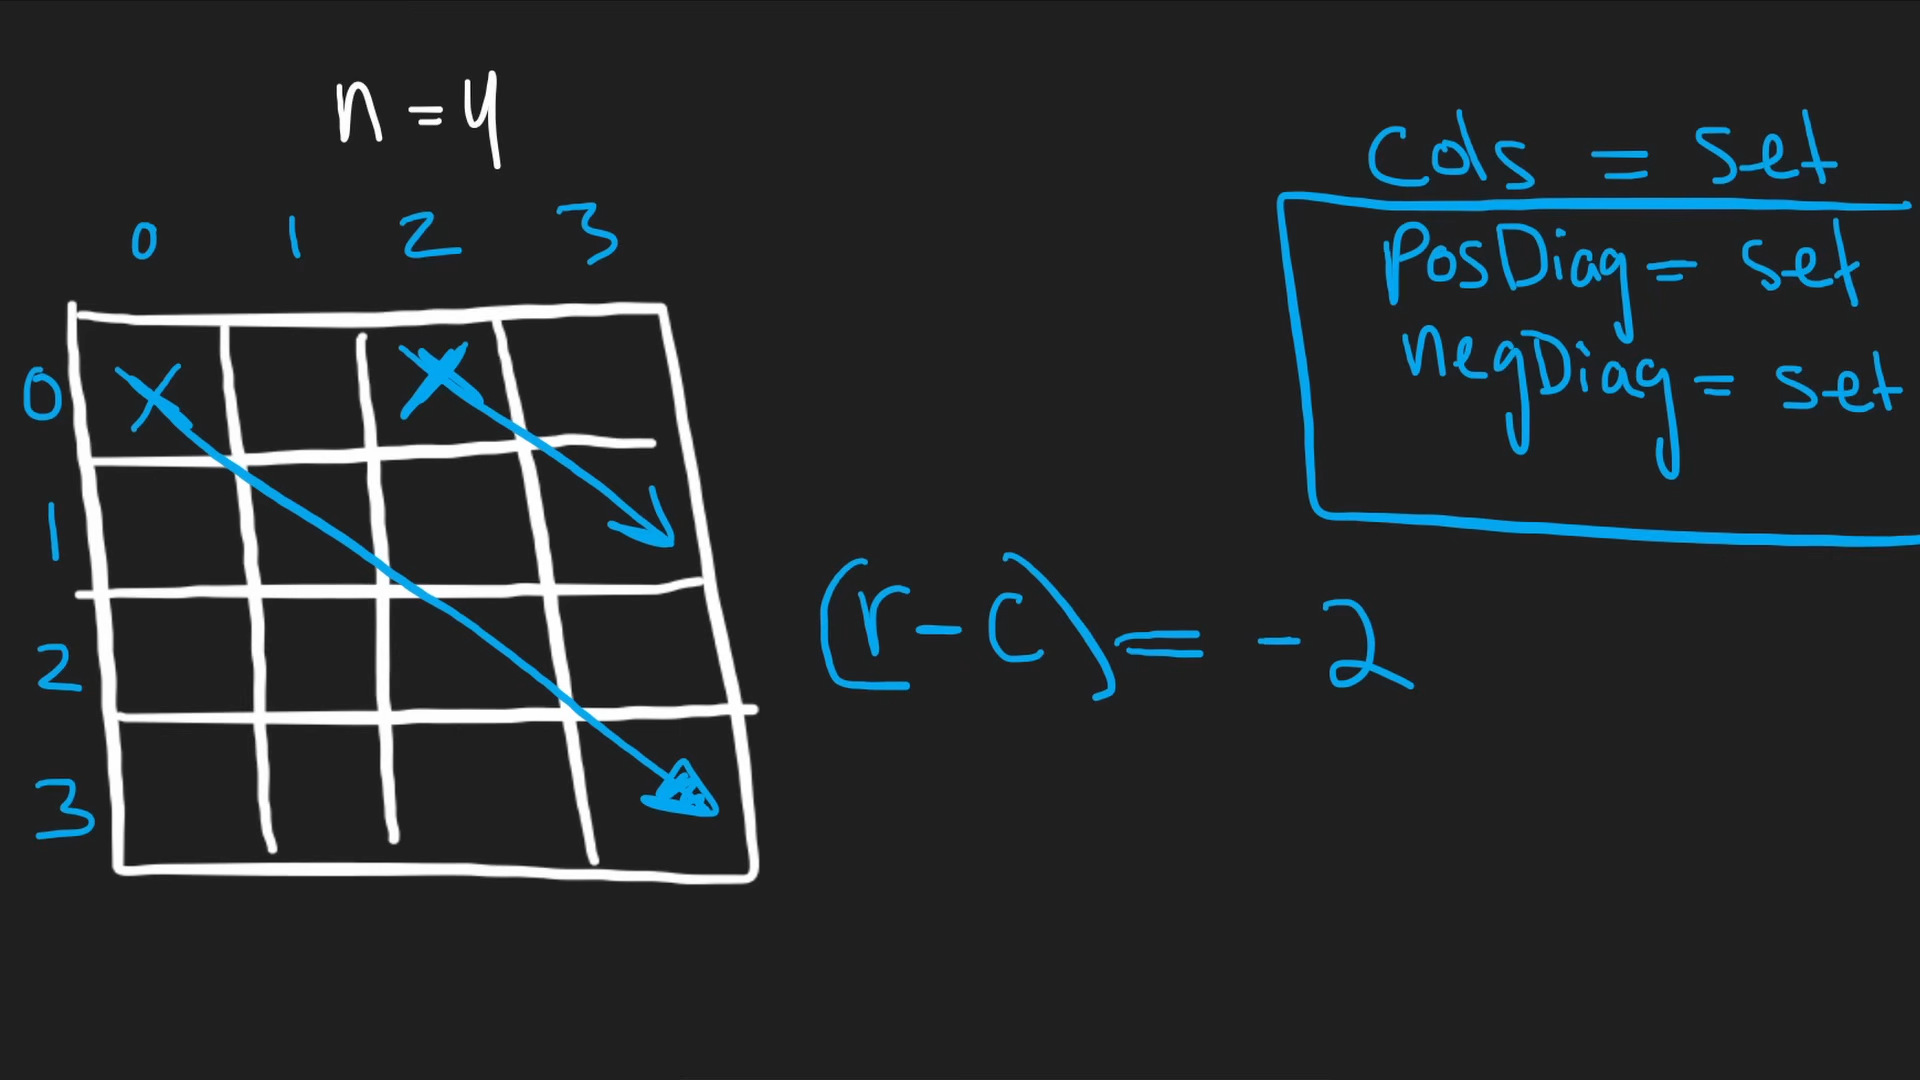 n = 4
0 1 2 3
0
1
2
3
Cols = set
PosDiag = set
negDiag = set
(r - c) = -2